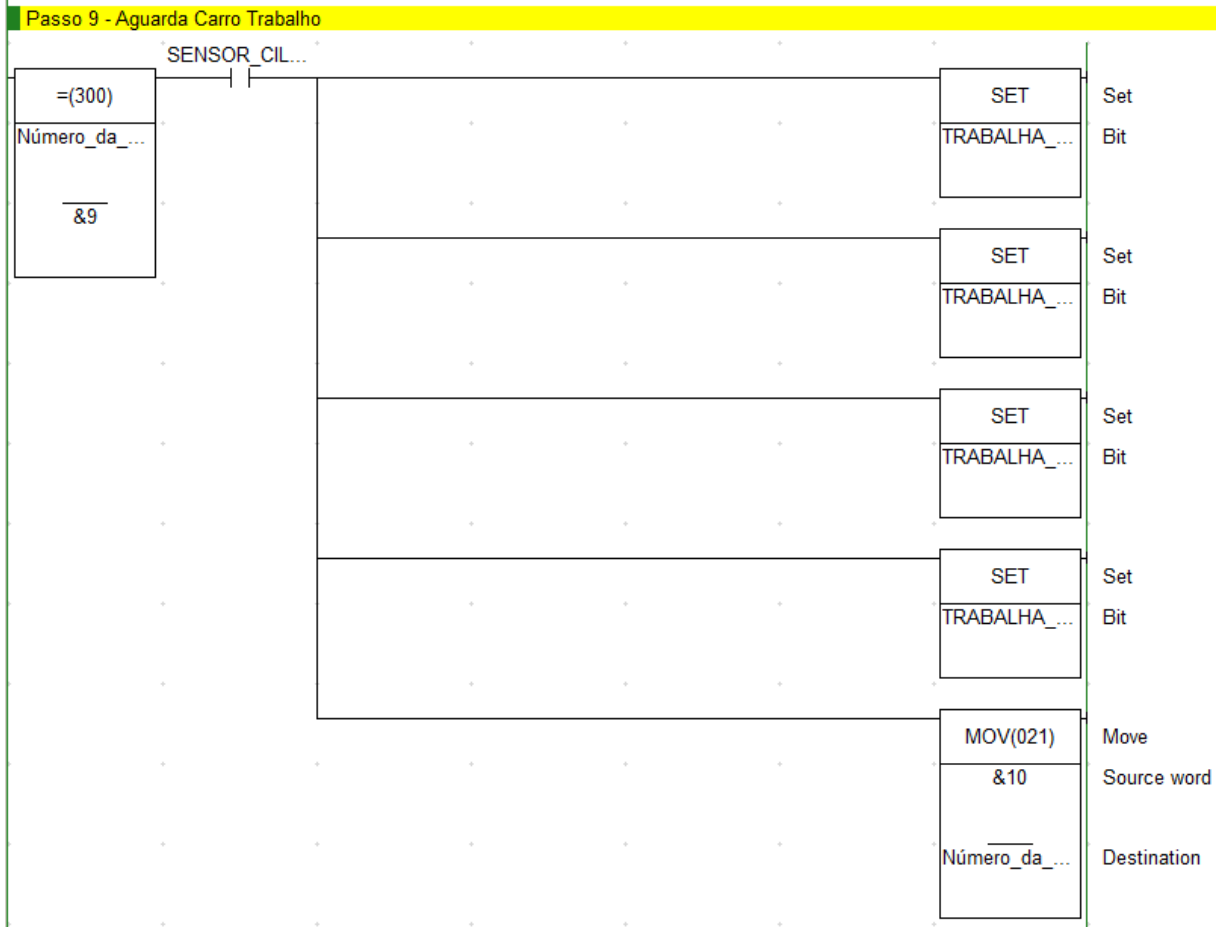 Passo 9 - Aguarda Carro Trabalho
SENSOR_CIL...
=(300)
Número_da_...
&9
SET
Set
TRABALHA_...
Bit
SET
Set
TRABALHA_...
Bit
SET
Set
TRABALHA_...
Bit
SET
Set
TRABALHA_...
Bit
MOV(021)
Move
&10
Source word
Número_da_...
Destination